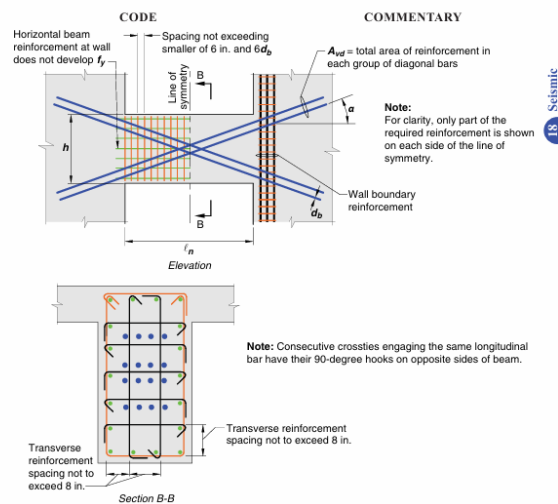 CODE
COMMENTARY
Horizontal beam
reinforcement at wall
does not develop fy
Spacing not exceeding
smaller of 6 in. and 6db
Line of
symmetry
B
Avd = total area of reinforcement in
each group of diagonal bars
α
Note:
For clarity, only part of the
required reinforcement is shown
on each side of the line of
symmetry.
18 Seismic
h
Wall boundary
reinforcement
db
B
ℓn
Elevation
Note: Consecutive crossties engaging the same longitudinal
bar have their 90-degree hooks on opposite sides of beam.
Transverse reinforcement
spacing not to exceed 8 in.
Transverse
reinforcement
spacing not to
exceed 8 in.
Section B-B